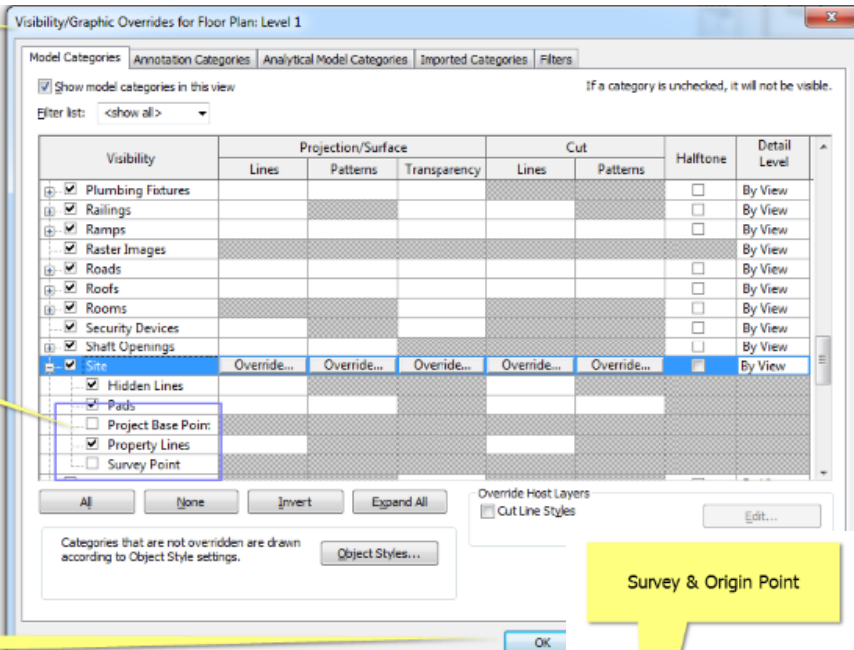 Visibility/Graphic Overrides for Floor Plan: Level 1
Model Categories Annotation Categories Analytical Model Categories Imported Categories Filters
Show model categories in this view If a category is unchecked, it will not be visible.
Filter list: <show all>
Visibility Projection/Surface Cut Halftone Detail Level
Lines Patterns Transparency Lines Patterns
Plumbing Fixtures By View
Railings By View
Ramps By View
Raster Images By View
Roads By View
Roofs By View
Rooms By View
Security Devices By View
Shaft Openings By View
Site Override... Override... Override... Override... Override... By View
Hidden Lines
Pads
Project Base Point
Property Lines
Survey Point
All None Invert Expand All
Override Host Layers
Cut Line Styles
Edit...
Categories that are not overridden are drawn
according to Object Style settings.
Object Styles...
Survey & Origin Point
OK